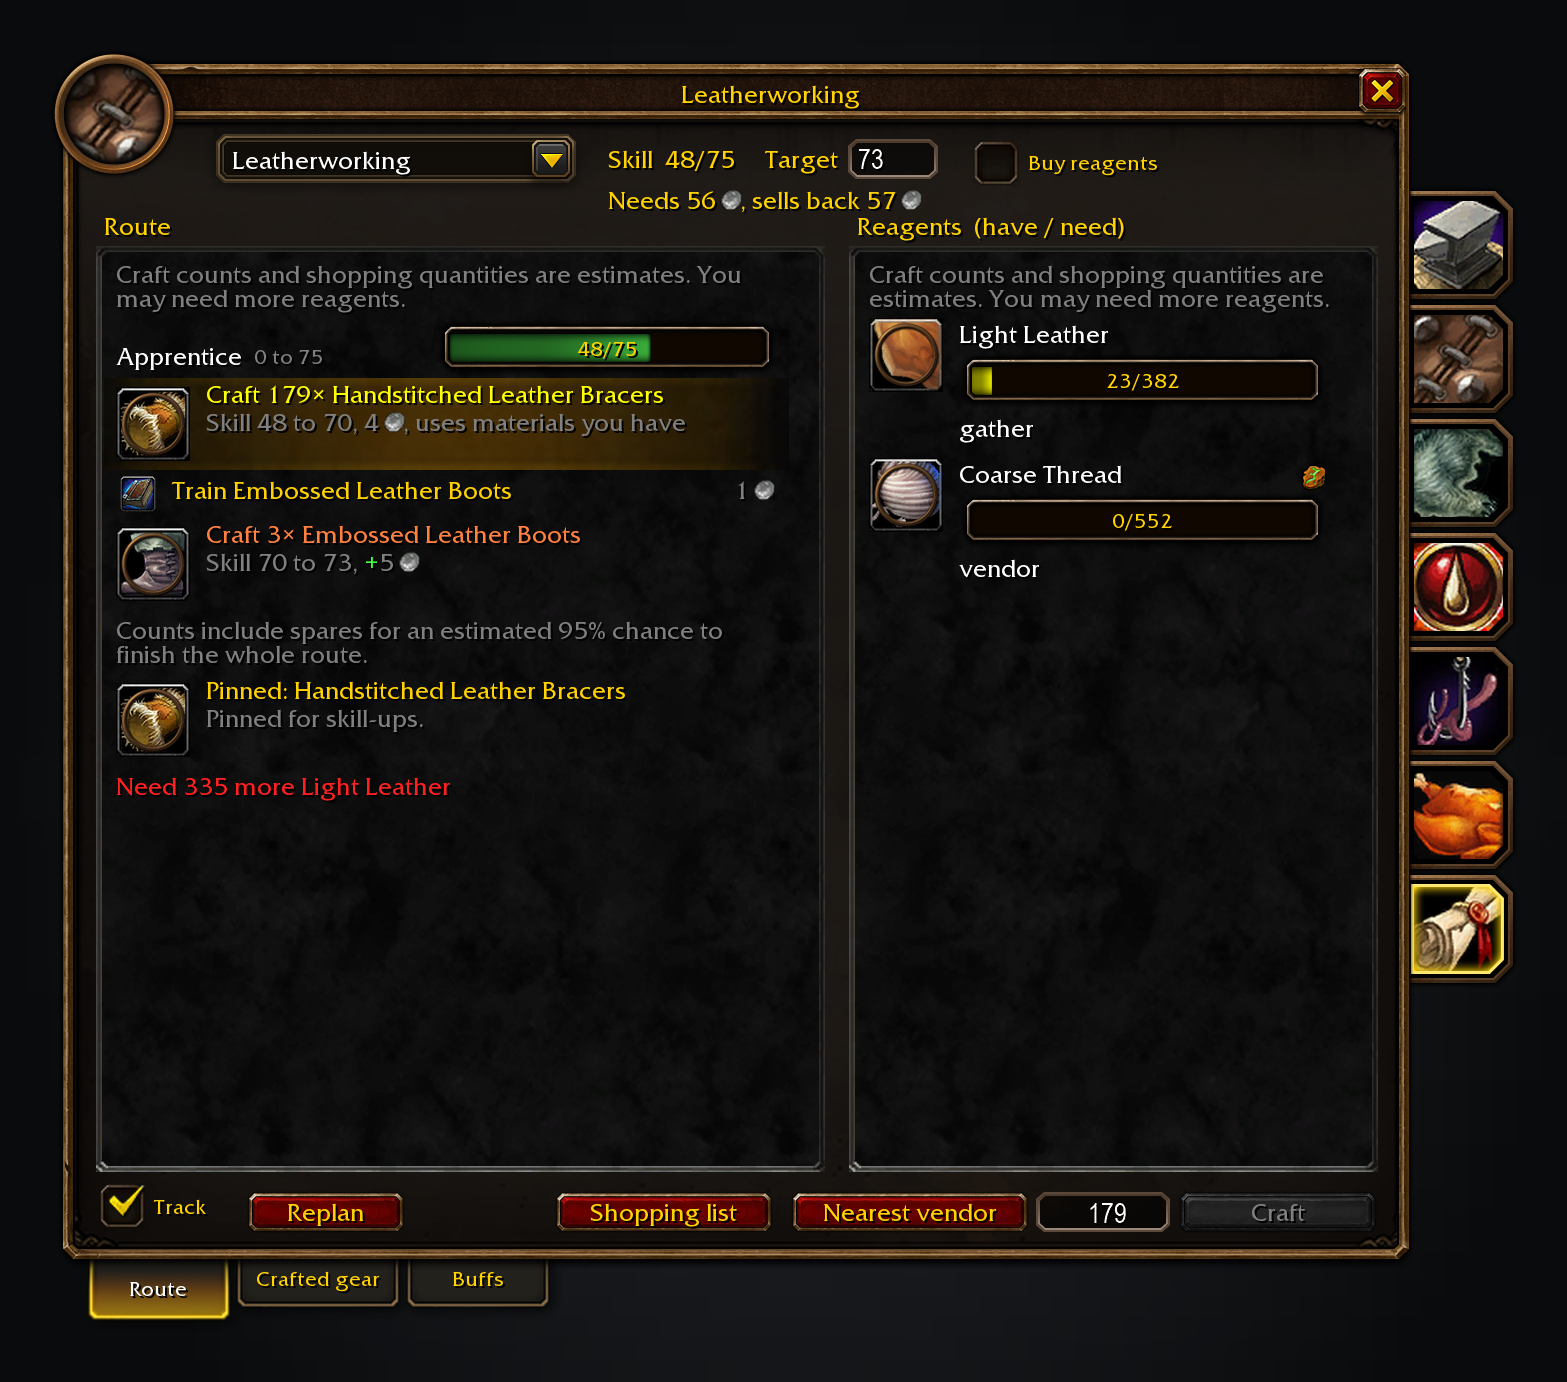 Leatherworking
Leatherworking
Skill 48/75 Target 73
Buy reagents
Needs 56, sells back 57
Route
Craft counts and shopping quantities are estimates. You
may need more reagents.
Apprentice 0 to 75
48/75
Craft 179× Handstitched Leather Bracers
Skill 48 to 70, 4, uses materials you have
Train Embossed Leather Boots 1
Craft 3× Embossed Leather Boots
Skill 70 to 73, +5
Counts include spares for an estimated 95% chance to
finish the whole route.
Pinned: Handstitched Leather Bracers
Pinned for skill-ups.
Need 335 more Light Leather
Reagents (have / need)
Craft counts and shopping quantities are
estimates. You may need more reagents.
Light Leather
23/382
gather
Coarse Thread
0/552
vendor
Track
Replan
Shopping list
Nearest vendor
179
Craft
Route
Crafted gear
Buffs